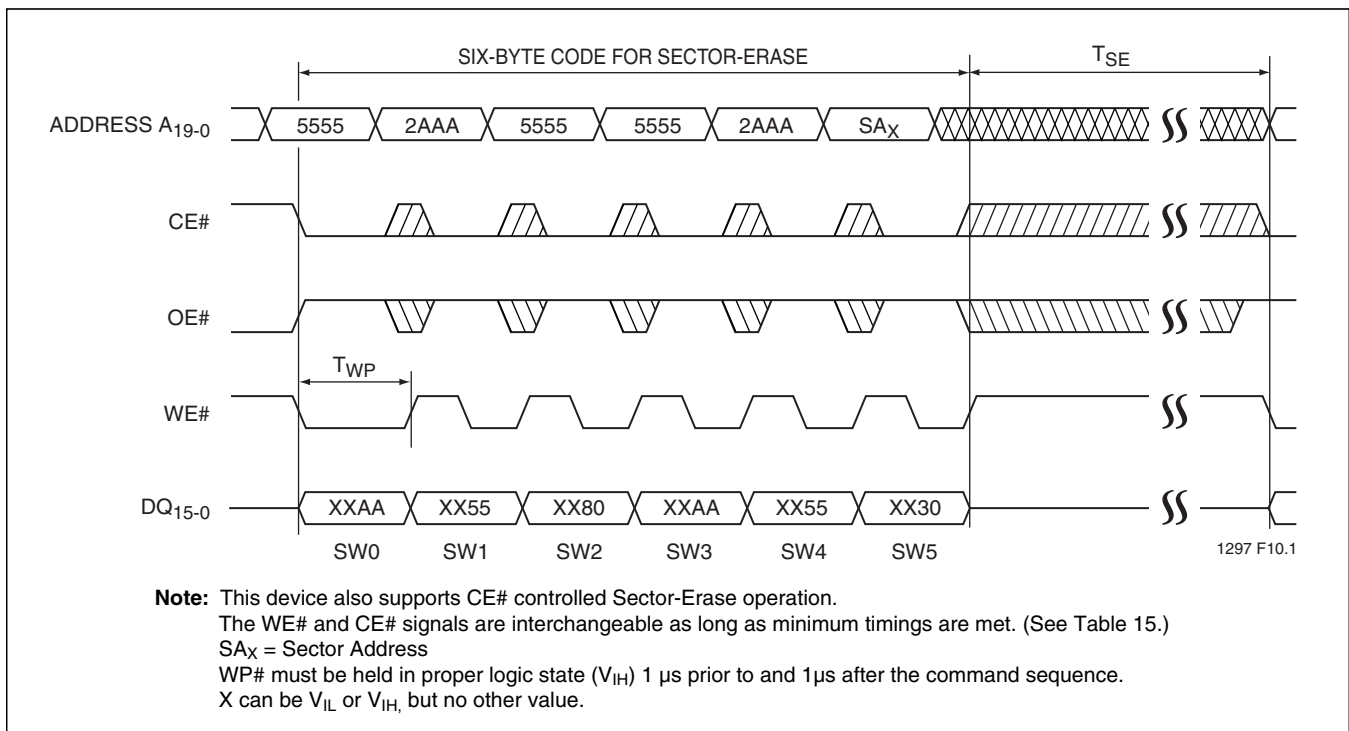 SIX-BYTE CODE FOR SECTOR-ERASE
TSE
ADDRESS A19-0
5555 2AAA 5555 5555 2AAA SAX
CE#
OE#
TWP
WE#
DQ15-0
XXAA XX55 XX80 XXAA XX55 XX30
SW0 SW1 SW2 SW3 SW4 SW5
1297 F10.1
Note: This device also supports CE# controlled Sector-Erase operation.
The WE# and CE# signals are interchangeable as long as minimum timings are met. (See Table 15.)
SAX = Sector Address
WP# must be held in proper logic state (VIH) 1 µs prior to and 1µs after the command sequence.
X can be VIL or VIH, but no other value.